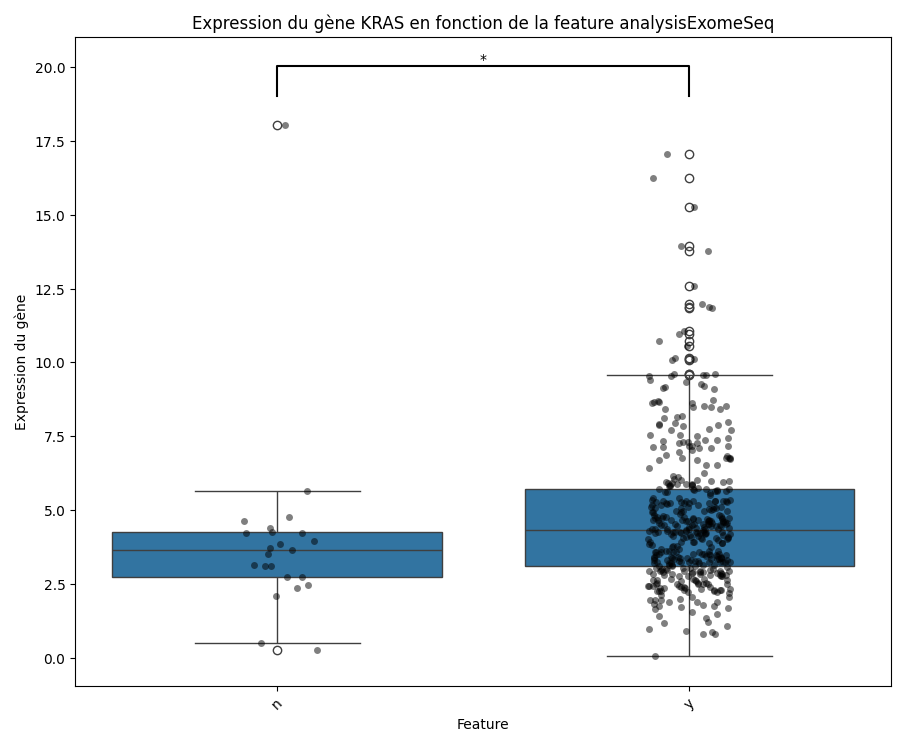 Expression du gène KRAS en fonction de la feature analysisExomeSeq
*
20.0
17.5
15.0
12.5
10.0
7.5
5.0
2.5
0.0
Expression du gène
n
y
Feature